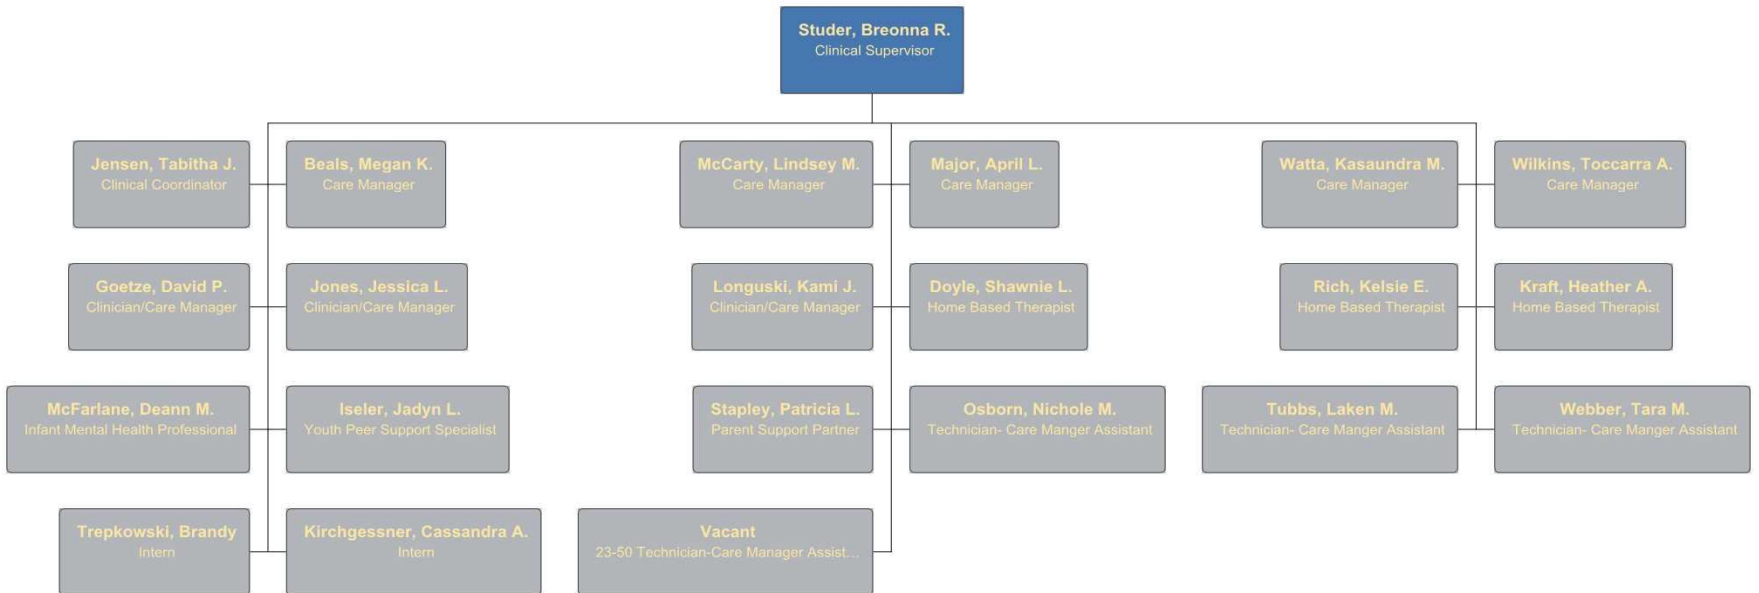 Studer, Breonna R.
Clinical Supervisor
Jensen, Tabitha J.
Clinical Coordinator
Beals, Megan K.
Care Manager
McCarty, Lindsey M.
Care Manager
Major, April L.
Care Manager
Watta, Kasaundra M.
Care Manager
Wilkins, Toccarra A.
Care Manager
Goetze, David P.
Clinician/Care Manager
Jones, Jessica L.
Clinician/Care Manager
Longuski, Kami J.
Clinician/Care Manager
Doyle, Shawnie L.
Home Based Therapist
Rich, Kelsie E.
Home Based Therapist
Kraft, Heather A.
Home Based Therapist
McFarlane, Deann M.
Infant Mental Health Professional
Iseler, Jadyn L.
Youth Peer Support Specialist
Stapley, Patricia L.
Parent Support Partner
Osborn, Nichole M.
Technician- Care Manger Assistant
Tubbs, Laken M.
Technician- Care Manger Assistant
Webber, Tara M.
Technician- Care Manger Assistant
Trepkowski, Brandy
Intern
Kirchgessner, Cassandra A.
Intern
Vacant
23-50 Technician-Care Manager Assist...